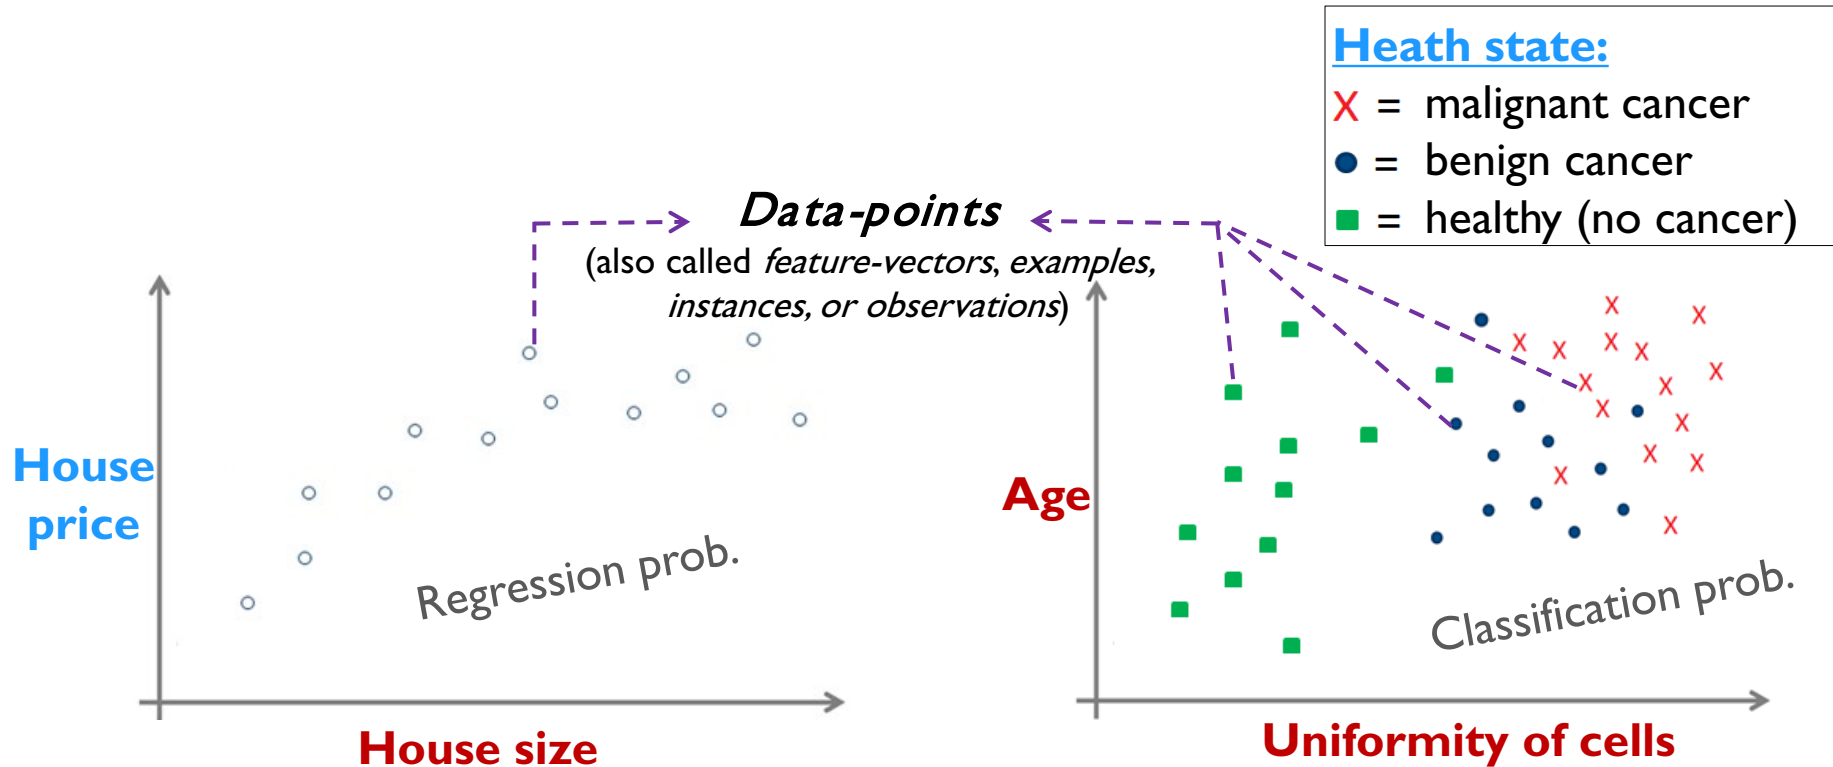 Heath state:
X = malignant cancer
= benign cancer
= healthy (no cancer)
Data-points
(also called feature-vectors, examples,
instances, or observations)
House
price
Regression prob.
House size
Age
Classification prob.
Uniformity of cells